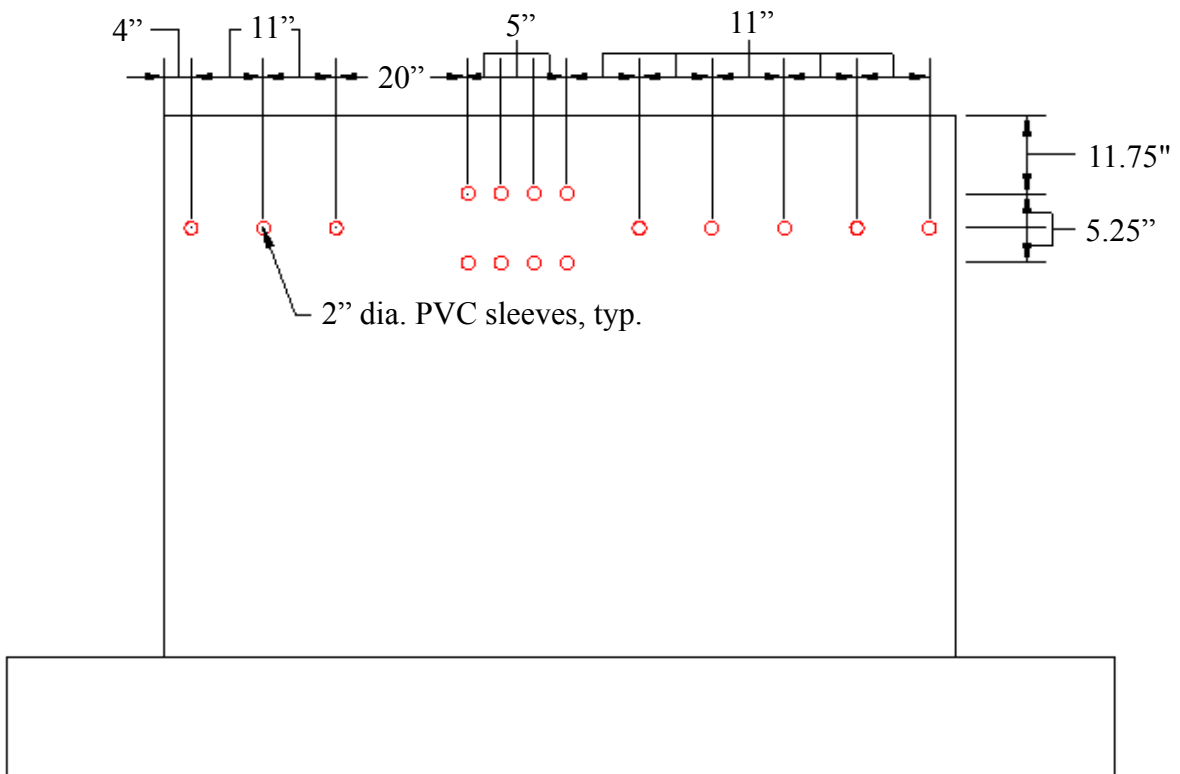 4” 11” 5” 11”
20”
11.75"
5.25”
2” dia. PVC sleeves, typ.